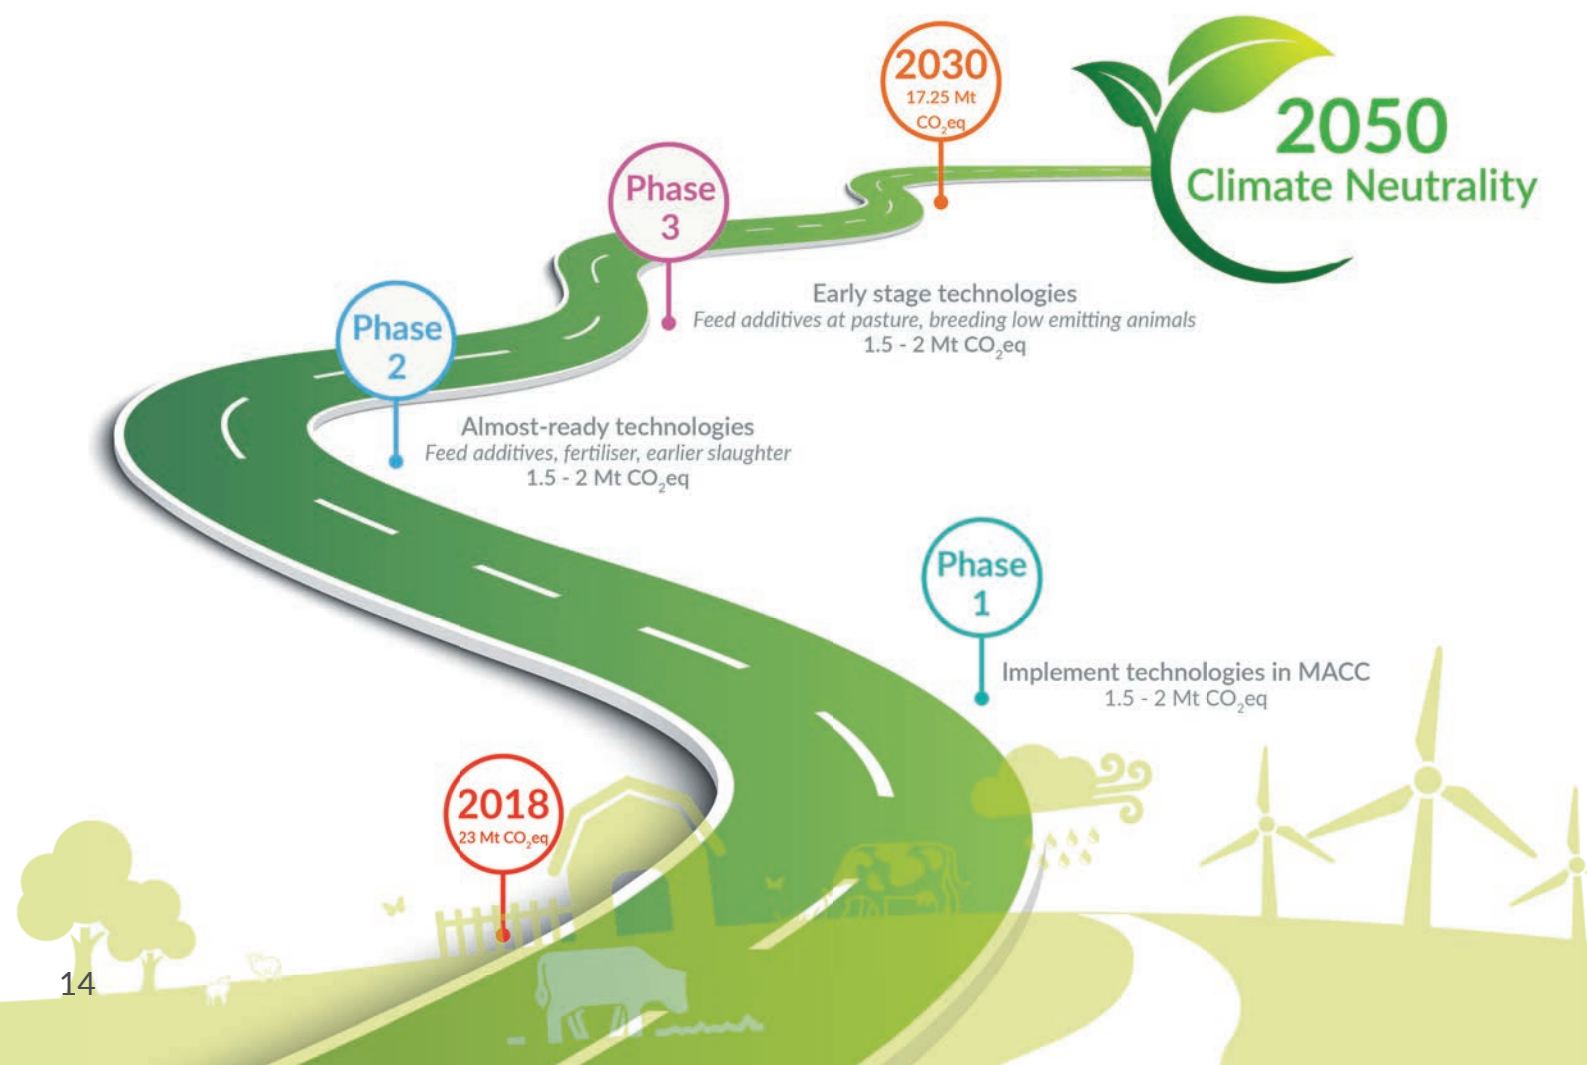 2030
17.25 Mt
CO₂eq
2050
Climate Neutrality
Phase
3
Early stage technologies
Feed additives at pasture, breeding low emitting animals
1.5 - 2 Mt CO₂eq
Phase
2
Almost-ready technologies
Feed additives, fertiliser, earlier slaughter
1.5 - 2 Mt CO₂eq
Phase
1
Implement technologies in MACC
1.5 - 2 Mt CO₂eq
2018
23 Mt CO₂eq
14